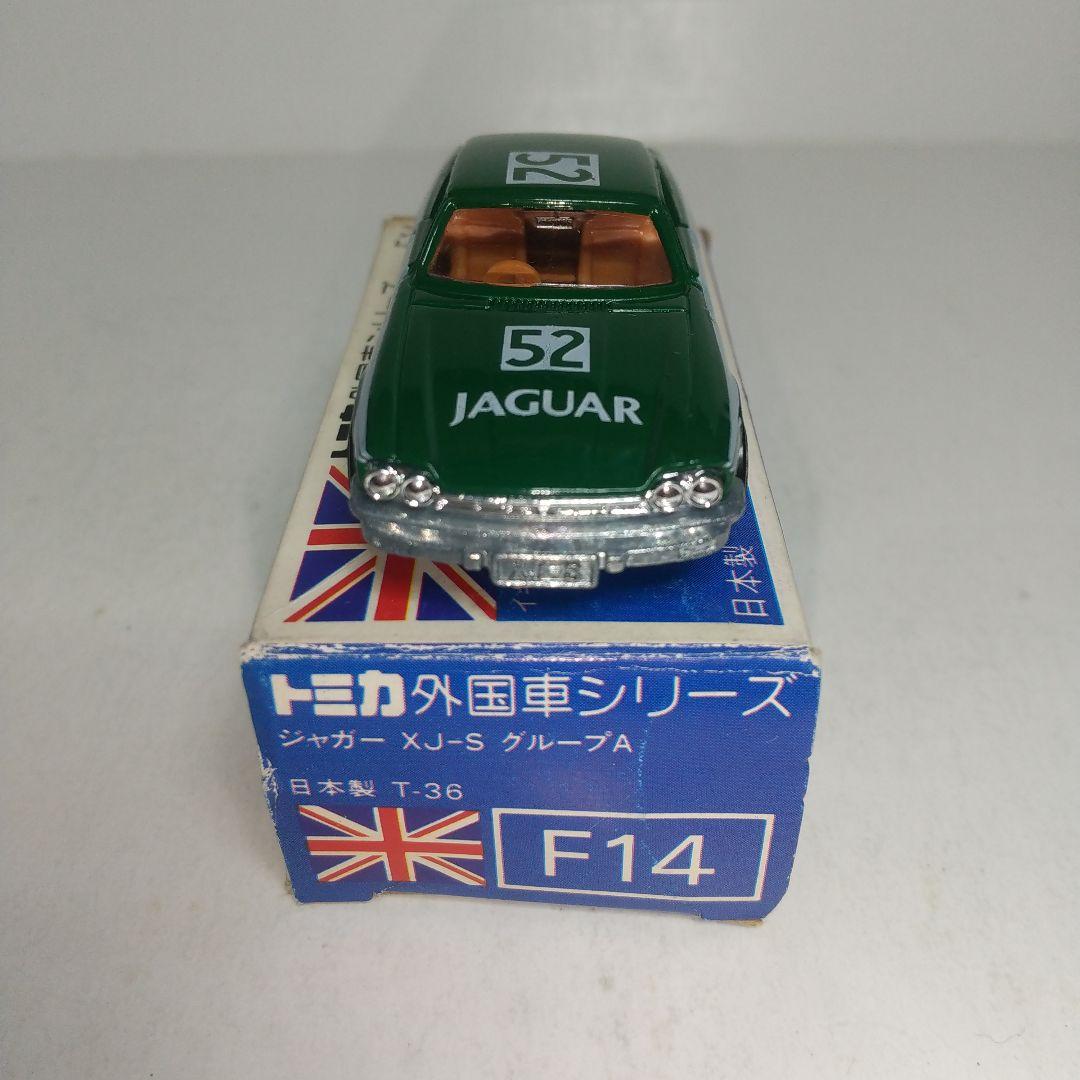 52
52
JAGUAR
日本製
トミカ外国車シリーズ
ジャガー XJ-S グループA
日本製 T-36
F14